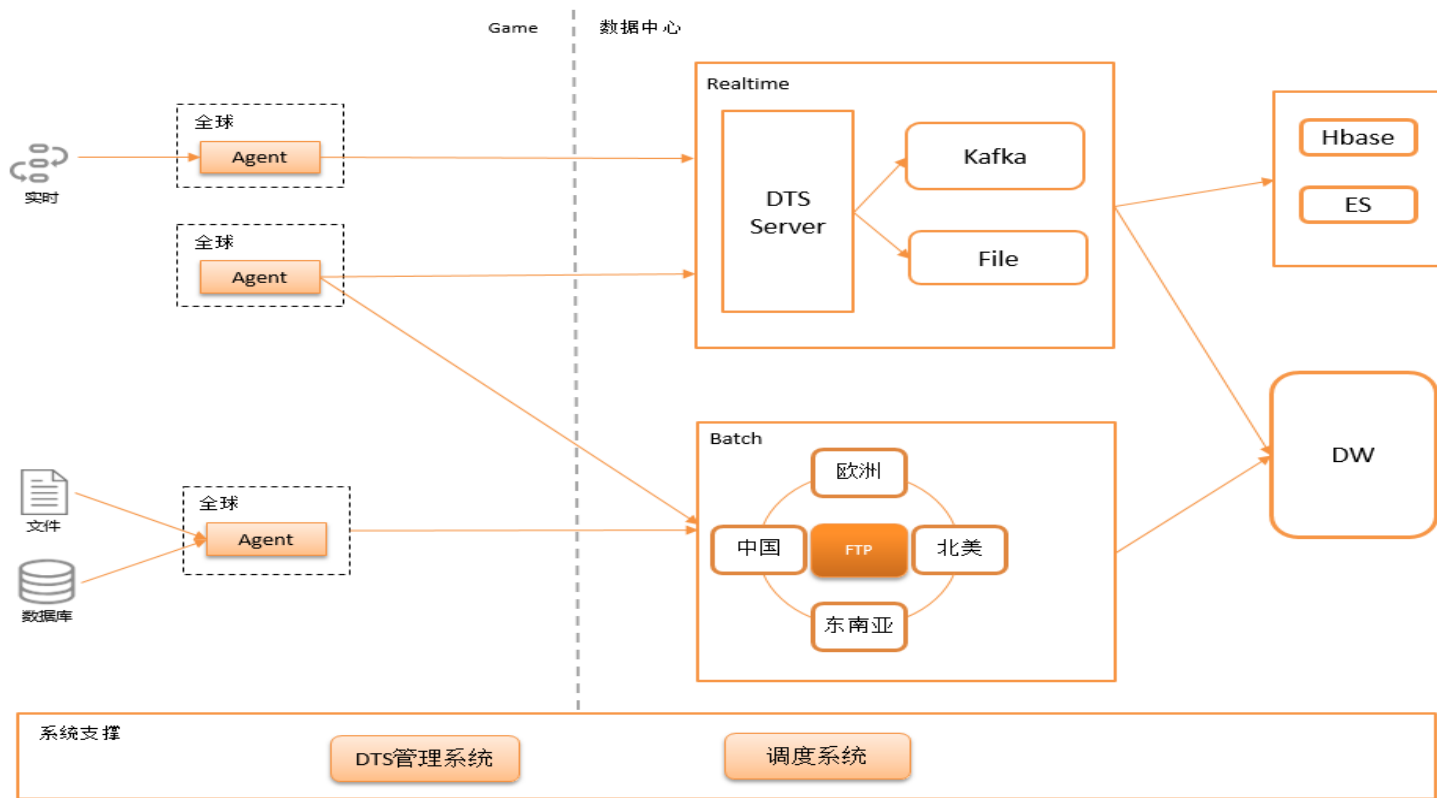 Game
数据中心
Realtime
全球
Agent
实时
DTS
Server
Kafka
File
Hbase
ES
全球
Agent
Batch
欧洲
中国
FTP
北美
东南亚
DW
文件
全球
Agent
数据库
系统支撑
DTS管理系统
调度系统